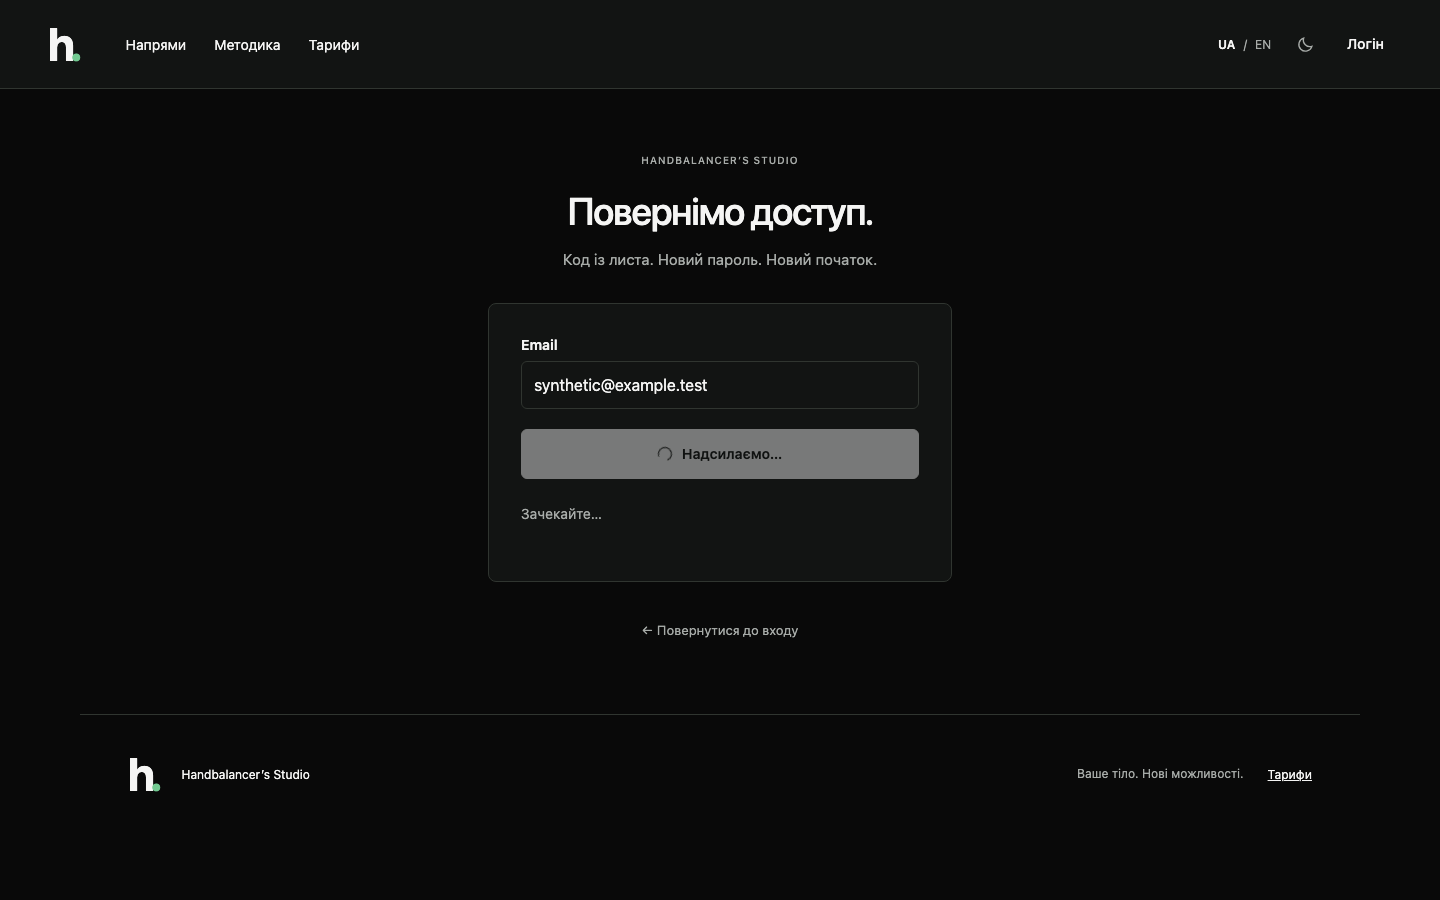 h.
Напрями
Методика
Тарифи
UA / EN
Логін
HANDBALANCER’S STUDIO
Повернімо доступ.
Код із листа. Новий пароль. Новий початок.
Email
synthetic@example.test
Надсилаємо...
Зачекайте...
← Повернутися до входу
h.
Handbalancer’s Studio
Ваше тіло. Нові можливості.
Тарифи